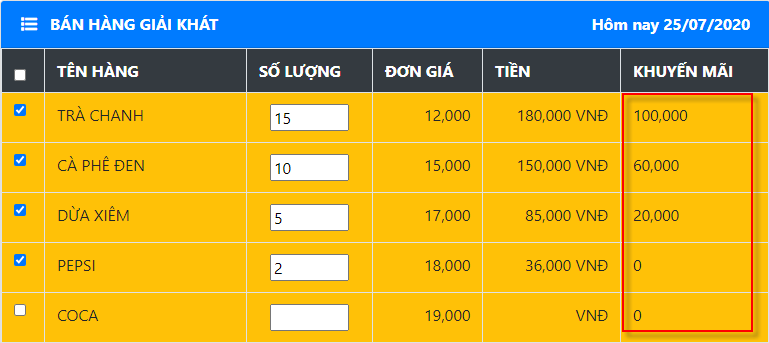 BÁN HÀNG GIẢI KHÁT Hôm nay 25/07/2020
TÊN HÀNG SỐ LƯỢNG ĐƠN GIÁ TIỀN KHUYẾN MÃI
TRÀ CHANH 15 12,000 180,000 VNĐ 100,000
CÀ PHÊ ĐEN 10 15,000 150,000 VNĐ 60,000
DỪA XIÊM 5 17,000 85,000 VNĐ 20,000
PEPSI 2 18,000 36,000 VNĐ 0
COCA 19,000 VNĐ 0